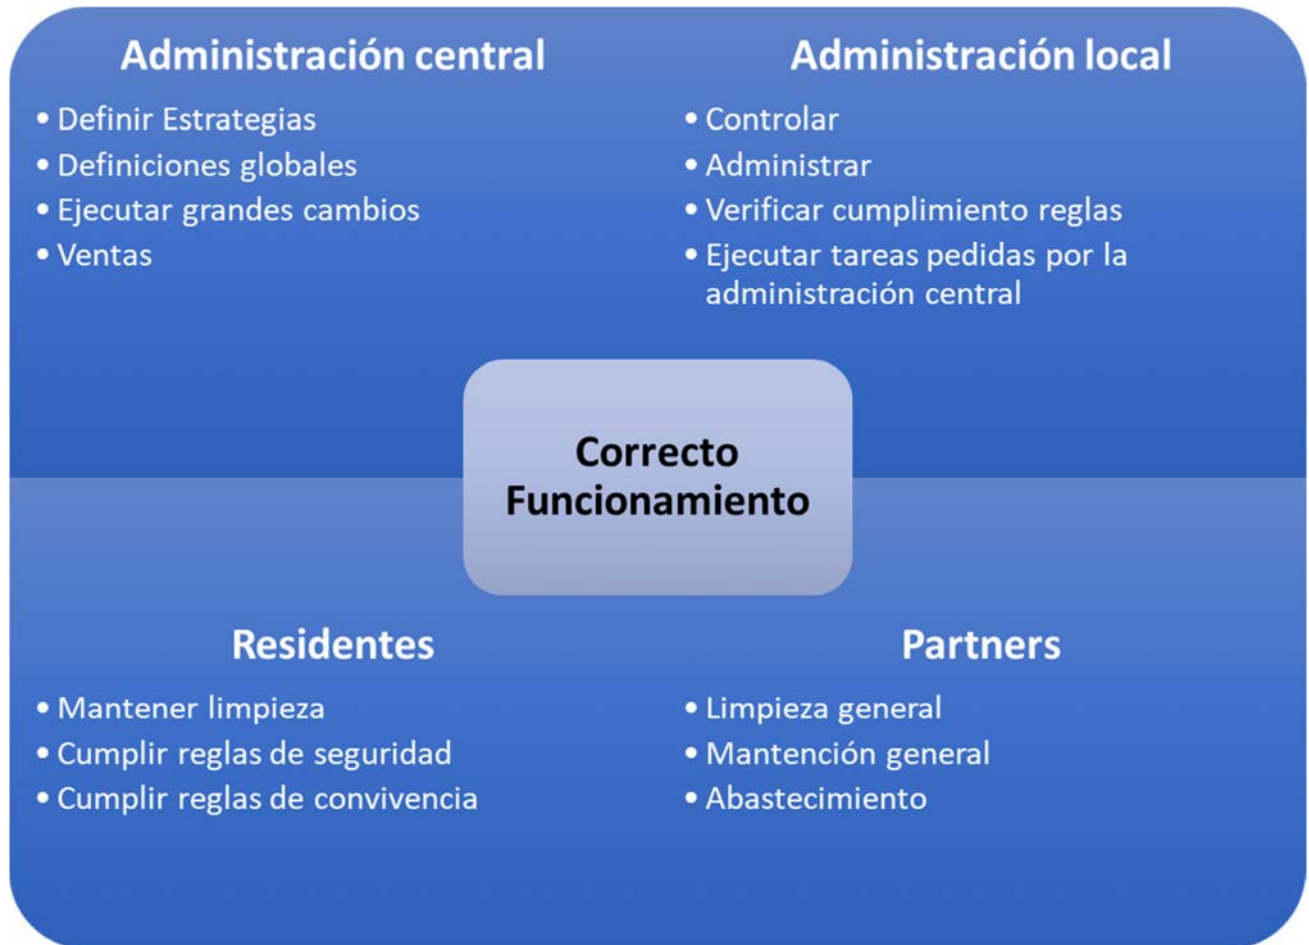 Administración central
• Definir Estrategias
• Definiciones globales
• Ejecutar grandes cambios
• Ventas
Administración local
• Controlar
• Administrar
• Verificar cumplimiento reglas
• Ejecutar tareas pedidas por la
administración central
Correcto
Funcionamiento
Residentes
• Mantener limpieza
• Cumplir reglas de seguridad
• Cumplir reglas de convivencia
Partners
• Limpieza general
• Mantención general
• Abastecimiento